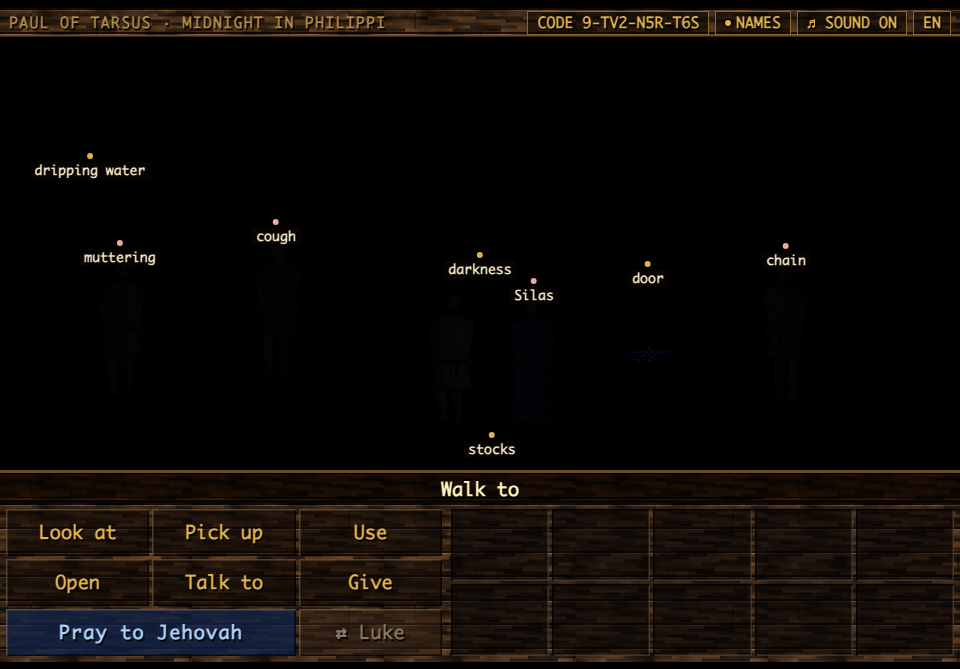 PAUL OF TARSUS · MIDNIGHT IN PHILIPPI
CODE 9-TV2-N5R-T6S
NAMES
♬ SOUND ON
EN
dripping water
cough
muttering
chain
darkness
door
Silas
stocks
Walk to
Look at
Pick up
Use
Open
Talk to
Give
Pray to Jehovah
⇄ Luke